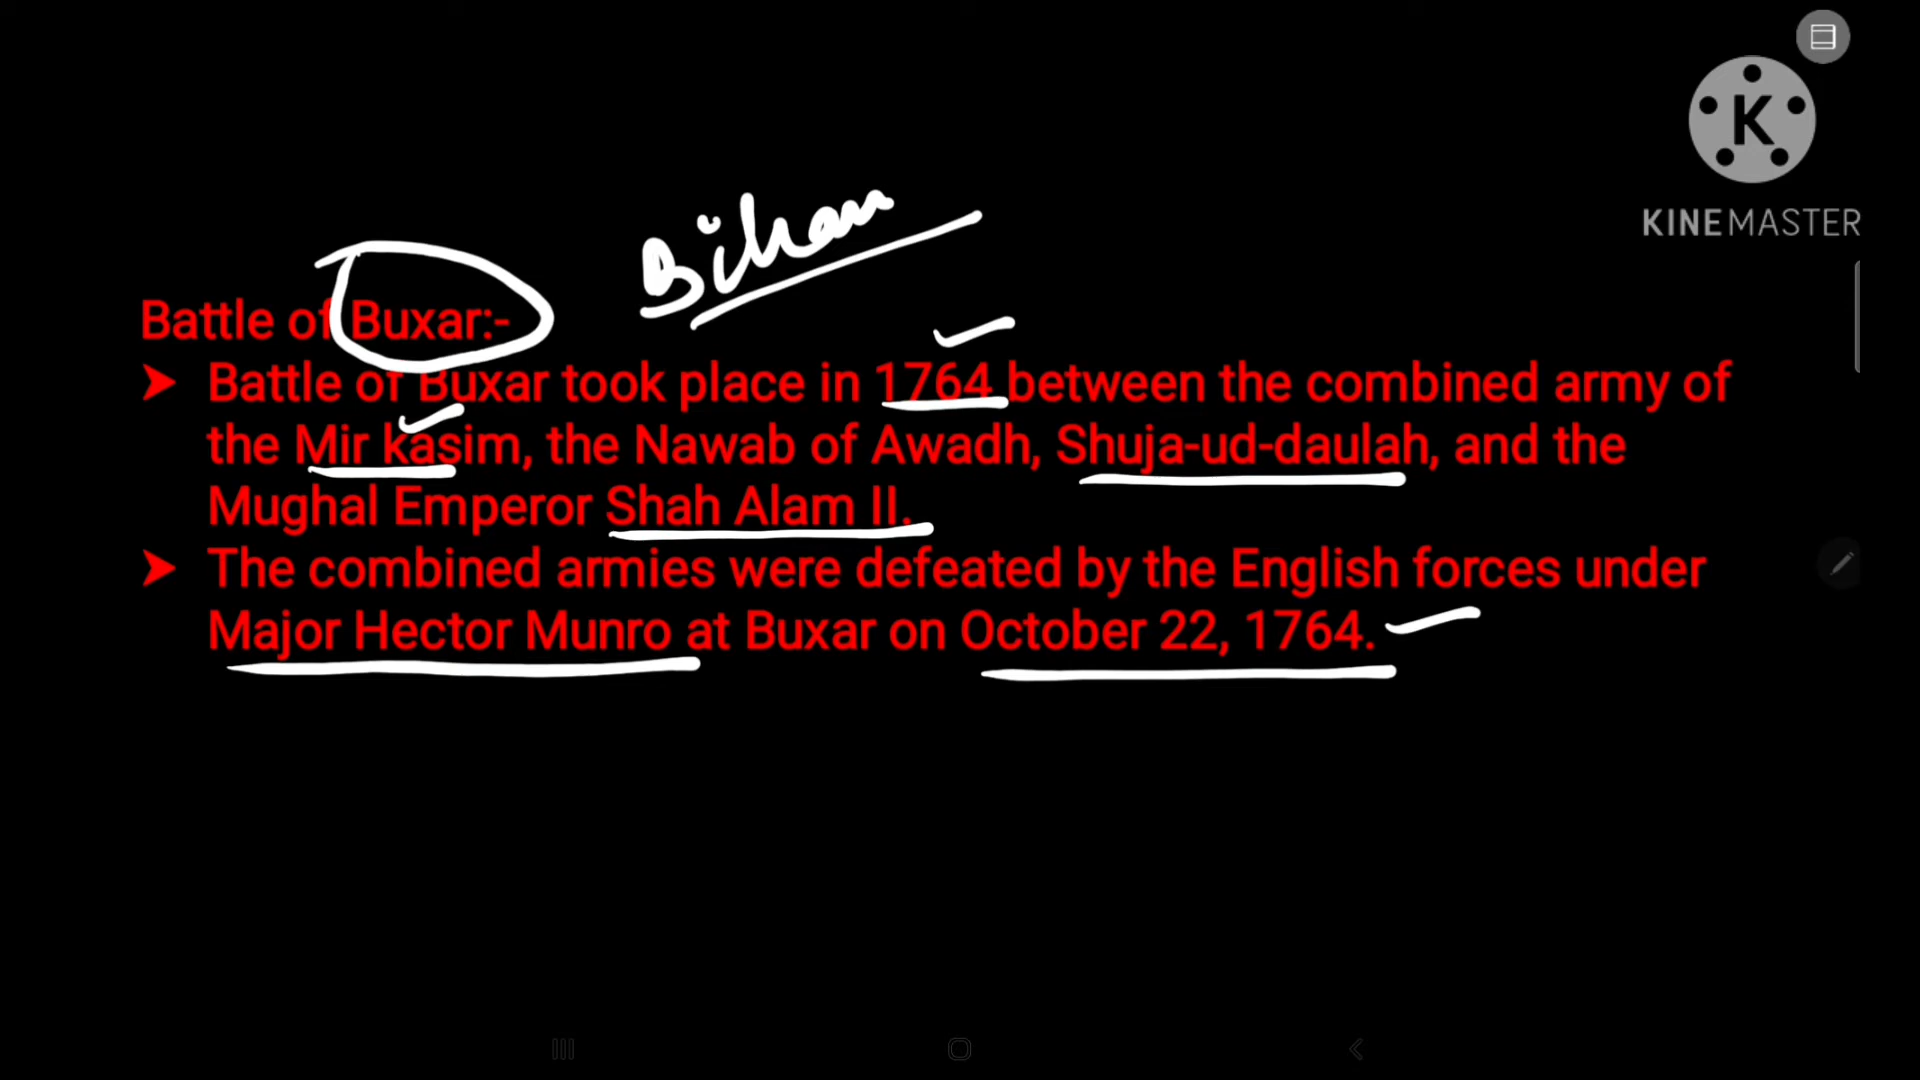 K
KINEMASTER
Bihar
Battle of Buxar:-
➤ Battle of Buxar took place in 1764 between the combined army of
the Mir kasim, the Nawab of Awadh, Shuja-ud-daulah, and the
Mughal Emperor Shah Alam II.
➤ The combined armies were defeated by the English forces under
Major Hector Munro at Buxar on October 22, 1764.